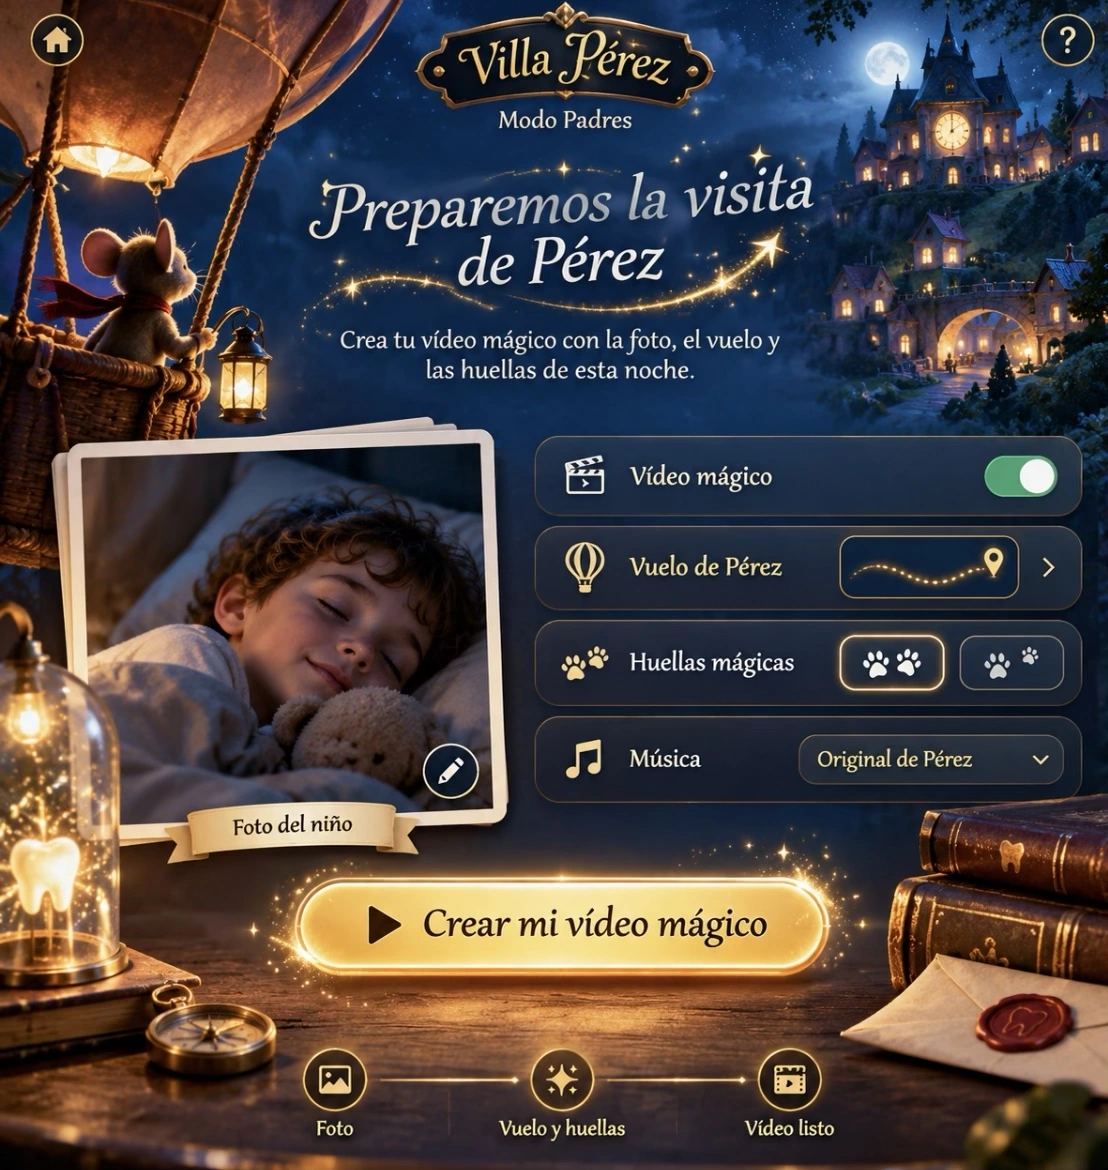 Villa Pérez
Modo Padres
Preparemos la visita
de Pérez
Crea tu vídeo mágico con la foto, el vuelo y
las huellas de esta noche.
Vídeo mágico
Vuelo de Pérez
Huellas mágicas
Música
Original de Pérez
Foto del niño
Crear mi vídeo mágico
Foto
Vuelo y huellas
Vídeo listo